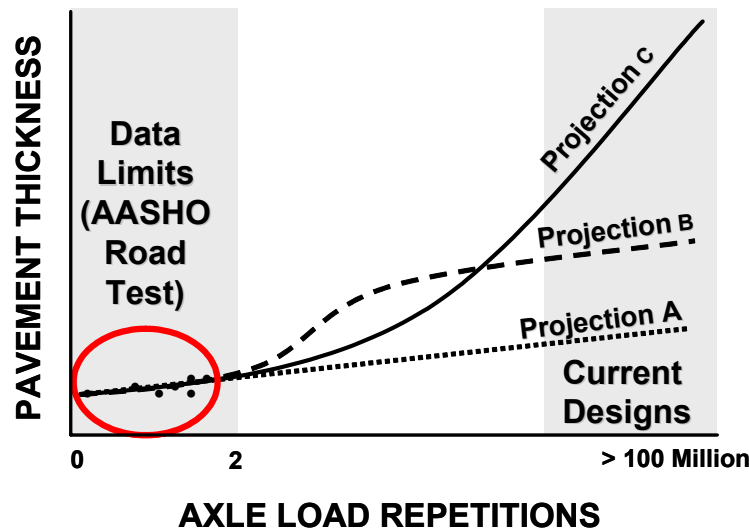 PAVEMENT THICKNESS
Data
Limits
(AASHO
Road
Test)
Projection C
Projection B
Projection A
Current
Designs
0
2
> 100 Million
AXLE LOAD REPETITIONS